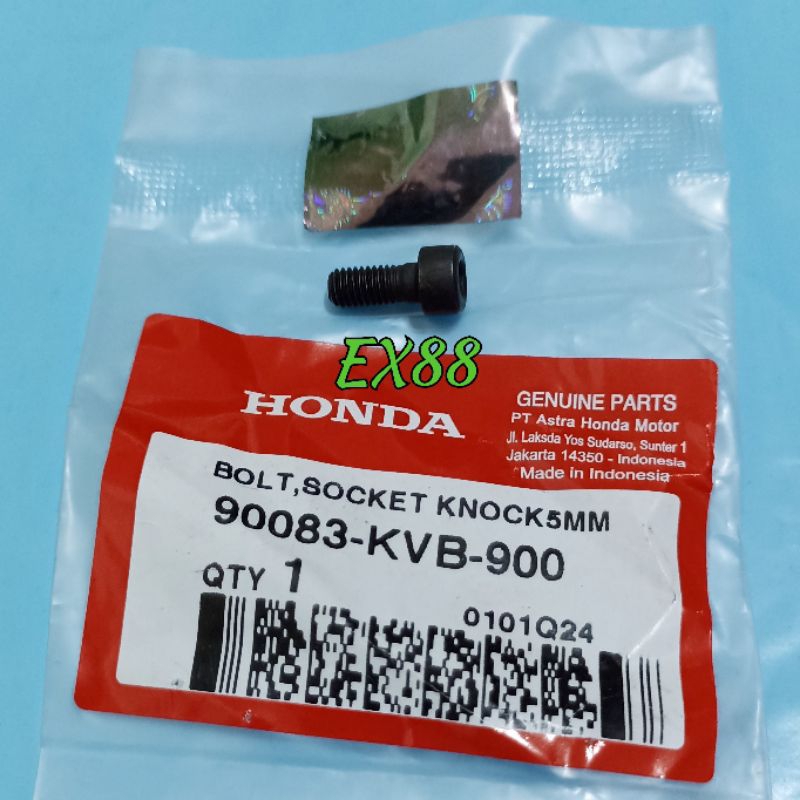 EX88
HONDA
GENUINE PARTS
PT Astra Honda Motor
Jl. Laksda Yos Sudarso, Sunter 1
Jakarta 14350 - Indonesia
Made in Indonesia
BOLT,SOCKET KNOCK5MM
90083-KVB-900
QTY 1
0101Q24